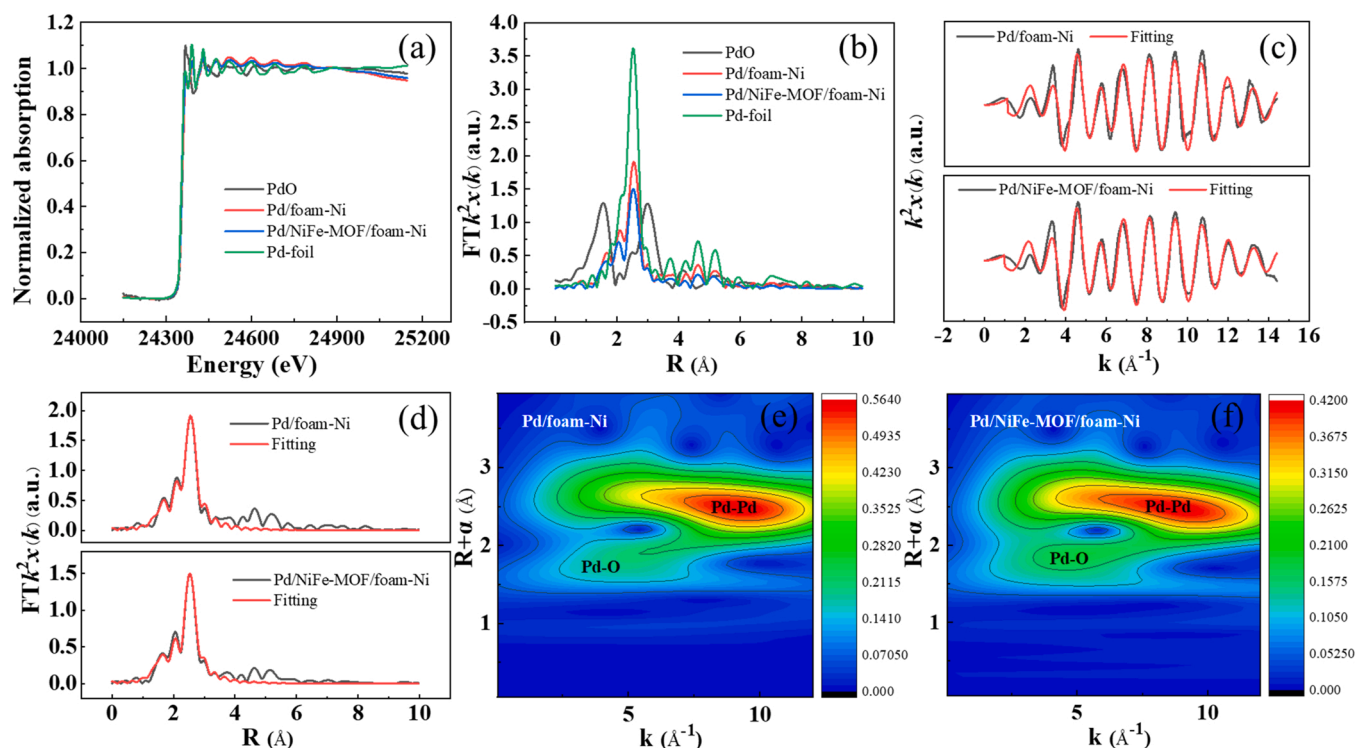 (a)
Normalized absorption
1.2
1.0
0.8
0.6
0.4
0.2
0.0
PdO
Pd/foam-Ni
Pd/NiFe-MOF/foam-Ni
Pd-foil
24000 24300 24600 24900 25200
Energy (eV)
(b)
FTk²x(k) (a.u.)
4.0
3.5
3.0
2.5
2.0
1.5
1.0
0.5
0.0
-0.5
PdO
Pd/foam-Ni
Pd/NiFe-MOF/foam-Ni
Pd-foil
0 2 4 6 8 10
R (Å)
(c)
k²x(k) (a.u.)
Pd/foam-Ni Fitting
Pd/NiFe-MOF/foam-Ni Fitting
-2 0 2 4 6 8 10 12 14 16
k (Å⁻¹)
(d)
FTk²x(k) (a.u.)
2.0
1.5
1.0
0.5
0.0
Pd/foam-Ni
Fitting
1.5
1.0
0.5
0.0
Pd/NiFe-MOF/foam-Ni
Fitting
0 2 4 6 8 10
R (Å)
(e)
Pd/foam-Ni
R+α (Å)
3
2
1
Pd-Pd
Pd-O
5 10
k (Å⁻¹)
0.5640
0.4935
0.4230
0.3525
0.2820
0.2115
0.1410
0.07050
0.000
(f)
Pd/NiFe-MOF/foam-Ni
R+α (Å)
3
2
1
Pd-Pd
Pd-O
5 10
k (Å⁻¹)
0.4200
0.3675
0.3150
0.2625
0.2100
0.1575
0.1050
0.05250
0.000